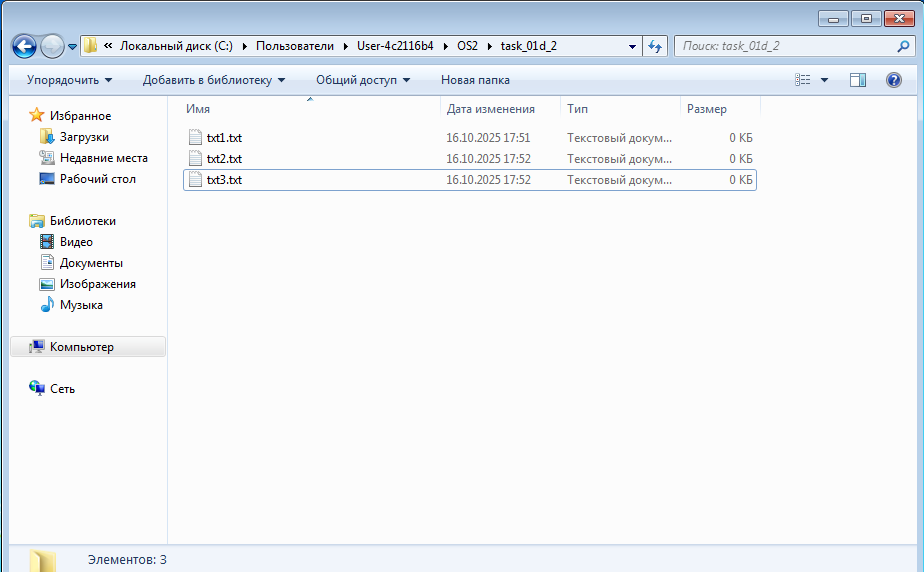 « Локальный диск (C:) Пользователи User-4c2116b4 OS2 task_01d_2 Поиск: task_01d_2
Упорядочить Добавить в библиотеку Общий доступ Новая папка
Имя Дата изменения Тип Размер
Избранное
Загрузки
Недавние места
Рабочий стол
Библиотеки
Видео
Документы
Изображения
Музыка
Компьютер
Сеть
txt1.txt 16.10.2025 17:51 Текстовый докум... 0 КБ
txt2.txt 16.10.2025 17:52 Текстовый докум... 0 КБ
txt3.txt 16.10.2025 17:52 Текстовый докум... 0 КБ
Элементов: 3